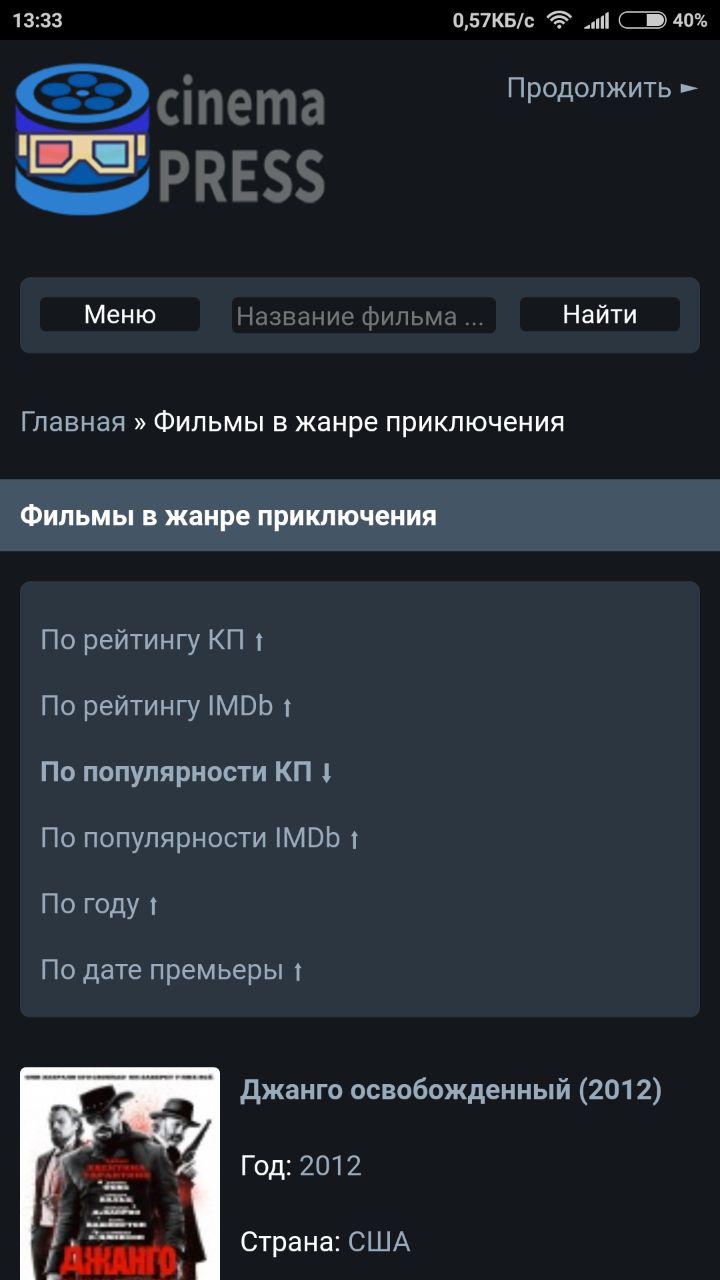 13:33
0,57КБ/с
40%
cinema
PRESS
Продолжить ►
Меню
Название фильма ...
Найти
Главная » Фильмы в жанре приключения
Фильмы в жанре приключения
По рейтингу КП ↑
По рейтингу IMDb ↑
По популярности КП ↓
По популярности IMDb ↑
По году ↑
По дате премьеры ↑
Джанго освобожденный (2012)
Год: 2012
Страна: США
ДЖАНГО